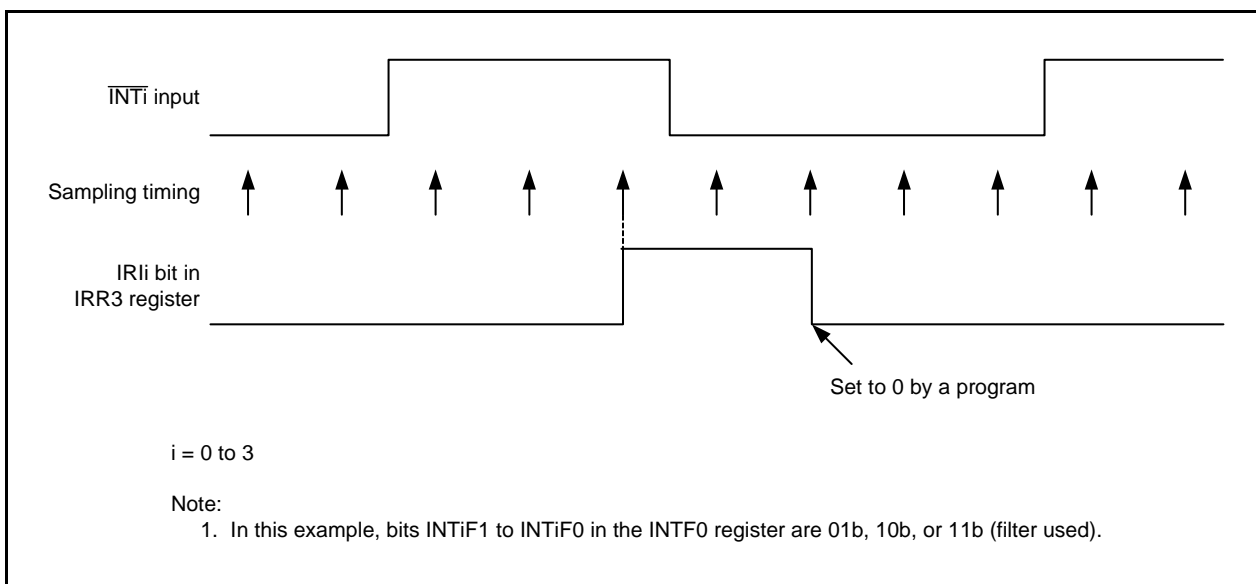 INTi input
Sampling timing
IRIi bit in
IRR3 register
Set to 0 by a program
i = 0 to 3
Note:
1. In this example, bits INTiF1 to INTiF0 in the INTF0 register are 01b, 10b, or 11b (filter used).